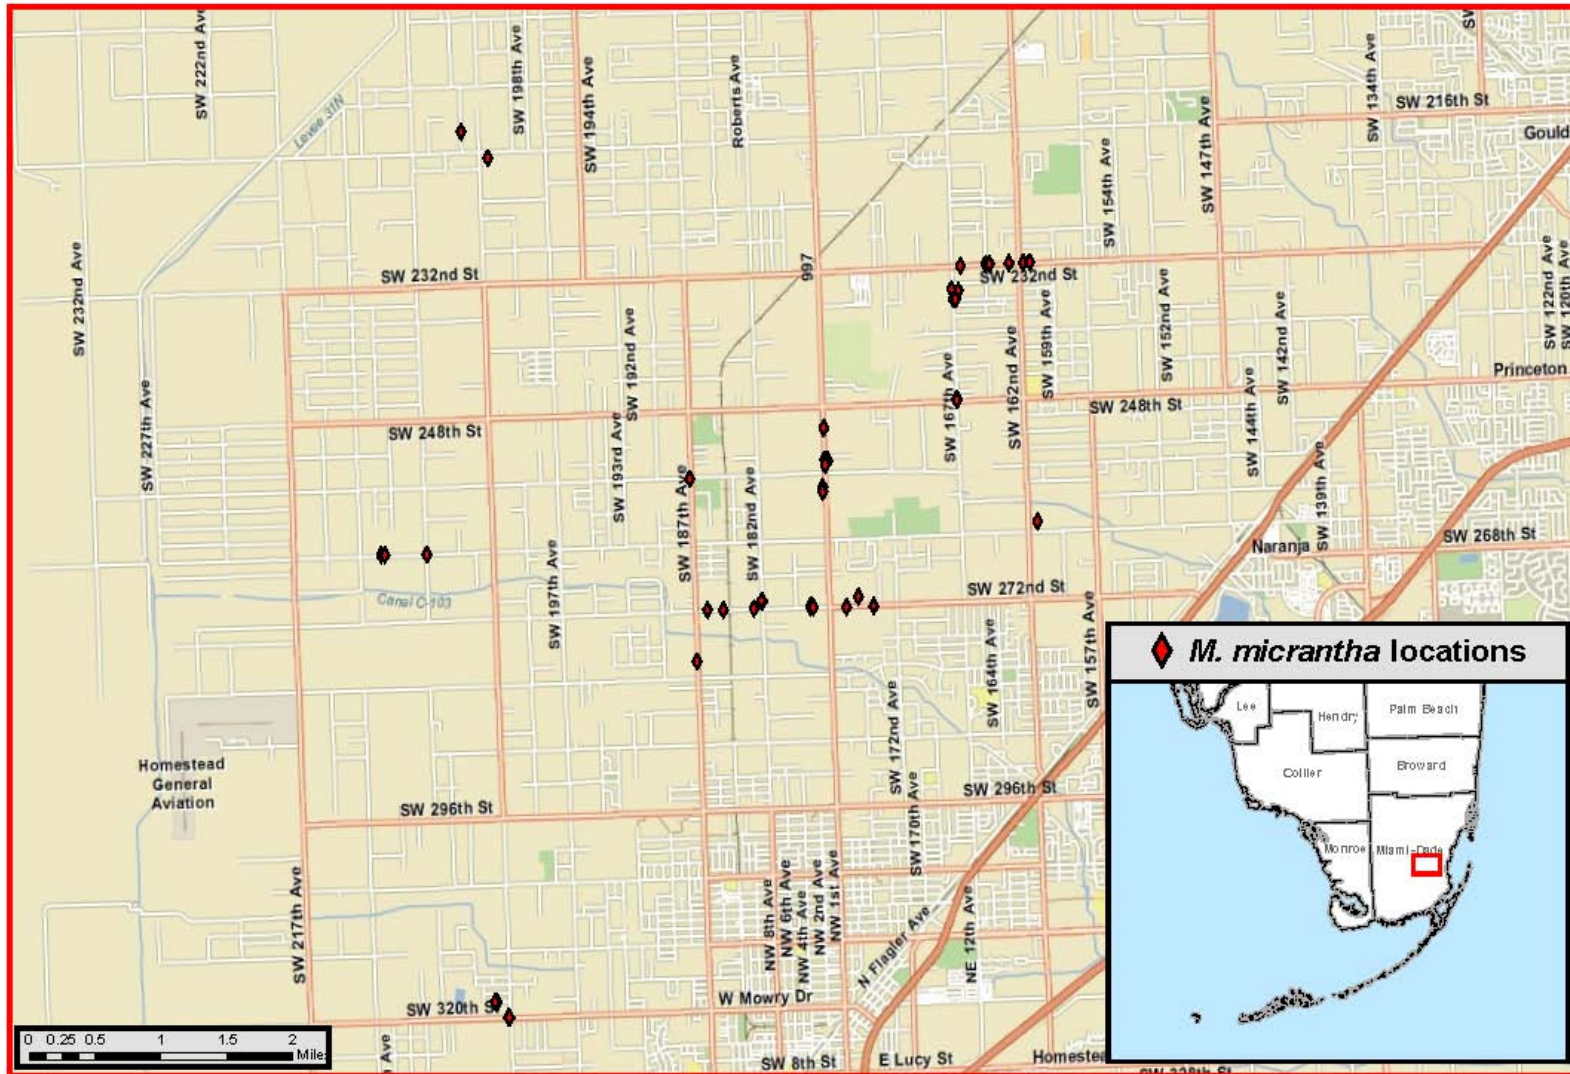 SW 222nd Ave
Levee 31N
SW 198th Ave
SW 194th Ave
Roberts Ave
SW 134th Ave
SW 216th St
SW 147th Ave
Gould
SW 154th Ave
SW 232nd Ave
SW 232nd St
997
SW 232nd St
SW 122nd Ave
SW 120th Ave
SW 192nd Ave
SW 162nd Ave
SW 159th Ave
SW 152nd Ave
SW 142nd Ave
Princeton
SW 227th Ave
SW 248th St
SW 193rd Ave
SW 167th Ave
SW 248th St
SW 144th Ave
SW 139th Ave
SW 187th Ave
SW 182nd Ave
SW 268th St
Naranja
SW 197th Ave
Canal C-103
SW 272nd St
SW 164th Ave
SW 157th Ave
M. micrantha locations
Lee
Hendry
Palm Beach
Collier
Broward
Monroe
Miami-Dade
SW 172nd Ave
Homestead
General
Aviation
SW 296th St
SW 296th St
SW 170th Ave
SW 217th Ave
NW 8th Ave
NW 6th Ave
NW 4th Ave
NW 2nd Ave
NW 1st Ave
N Flagler Ave
NE 12th Ave
SW 320th S
W Mowry Dr
0 0.25 0.5 1 1.5 2
Mile
SW 8th St
E Lucy St
Homestea
SW 328th St